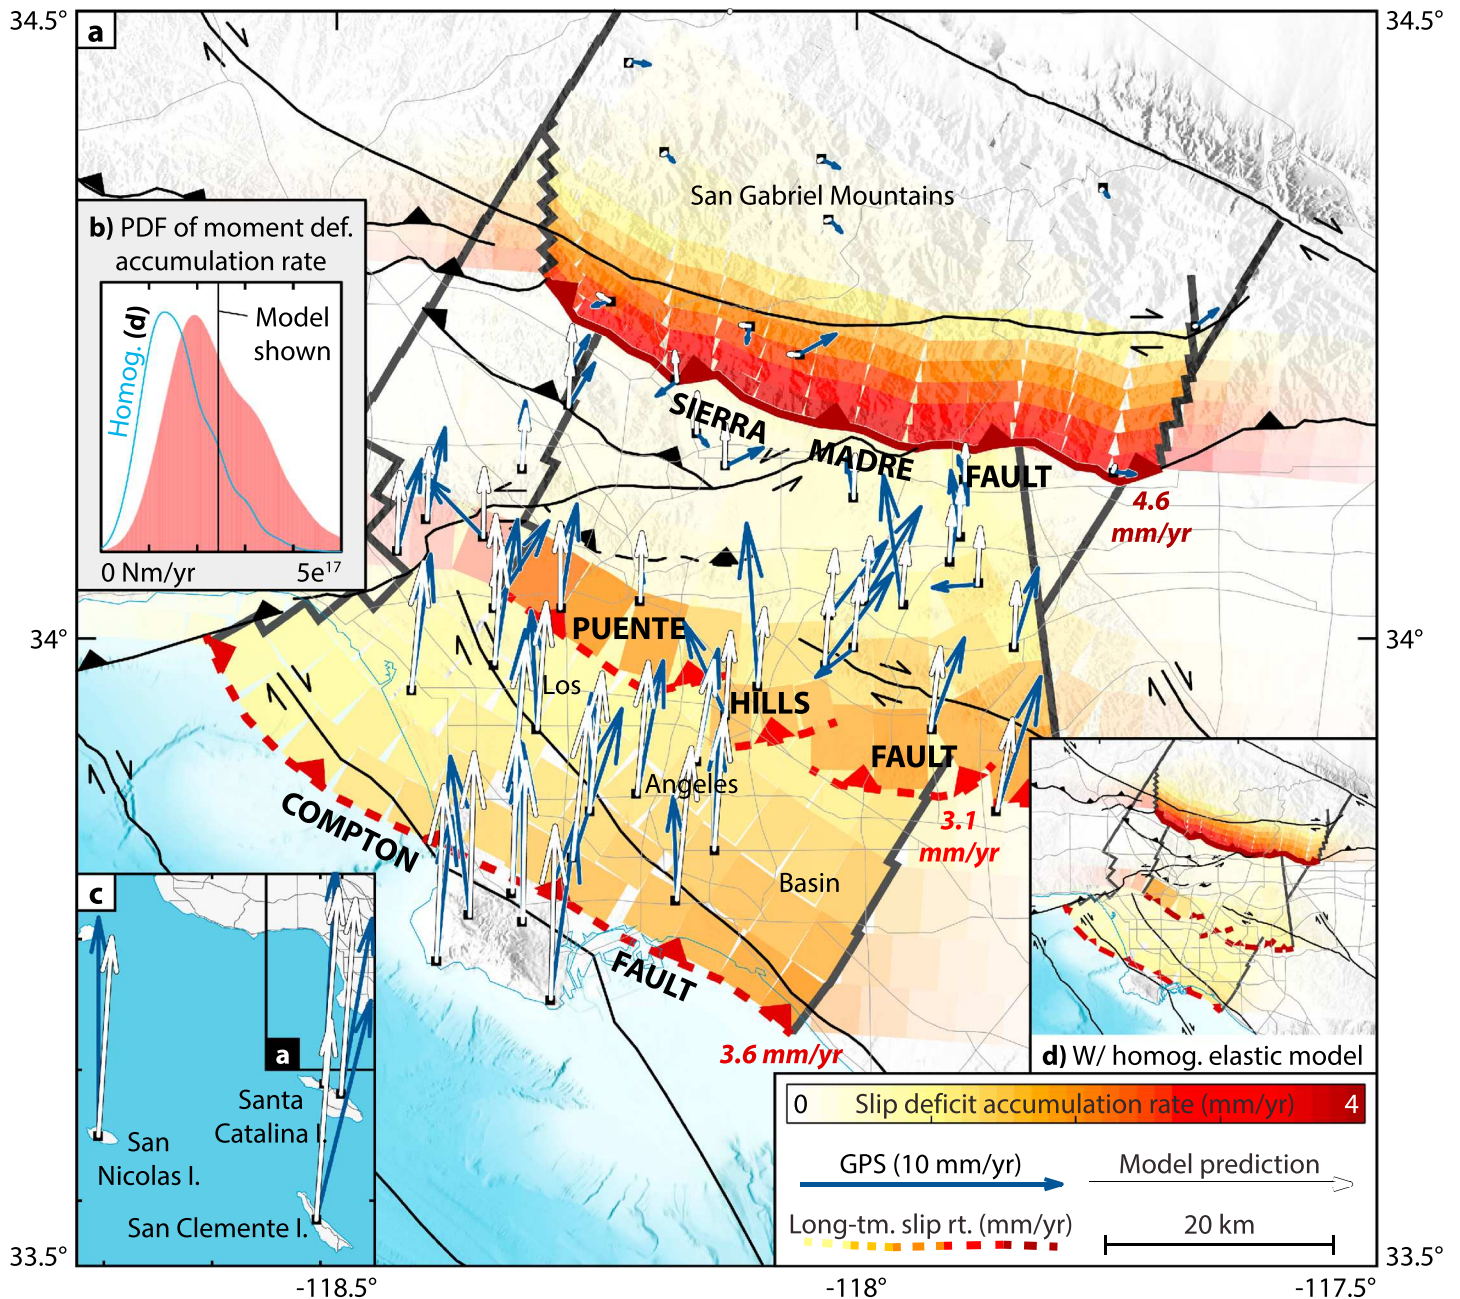 34.5°
34.5°
a
San Gabriel Mountains
b) PDF of moment def.
accumulation rate
Homog. (d)
Model
shown
0 Nm/yr
5e17
SIERRA
MADRE
FAULT
4.6
mm/yr
34°
34°
PUENTE
Los
HILLS
FAULT
Angeles
3.1
mm/yr
COMPTON
Basin
FAULT
3.6 mm/yr
c
a
Santa
Catalina I.
San
Nicolas I.
San Clemente I.
d) W/ homog. elastic model
0 Slip deficit accumulation rate (mm/yr) 4
GPS (10 mm/yr)
Model prediction
Long-tm. slip rt. (mm/yr)
20 km
33.5°
33.5°
-118.5°
-118°
-117.5°